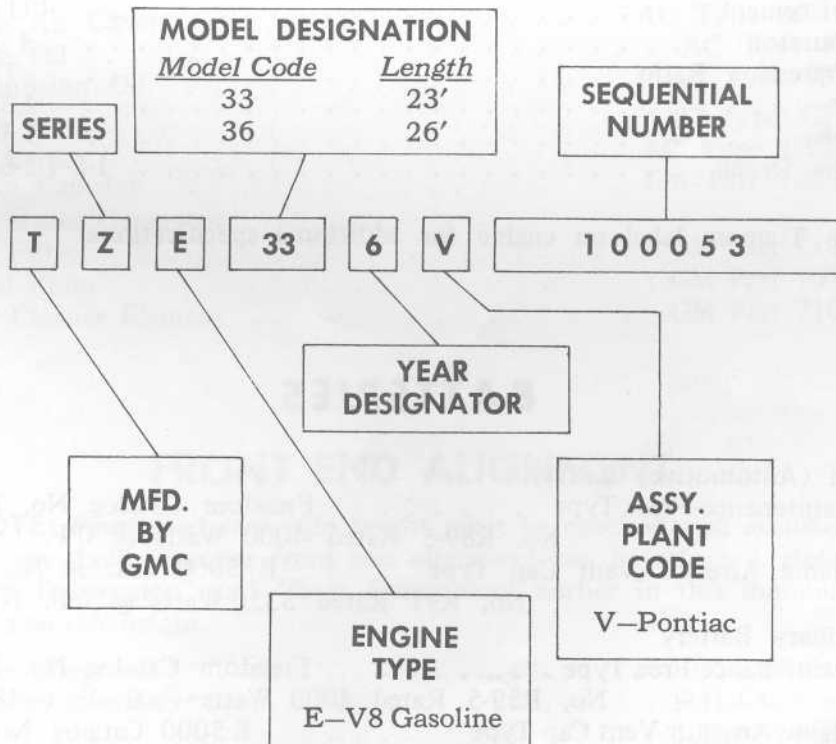 MODEL DESIGNATION
Model Code Length
33 23′
36 26′
SERIES
SEQUENTIAL
NUMBER
T Z E 33 6 V 100053
YEAR
DESIGNATOR
MFD.
BY
GMC
ENGINE
TYPE
E–V8 Gasoline
ASSY.
PLANT
CODE
V–Pontiac